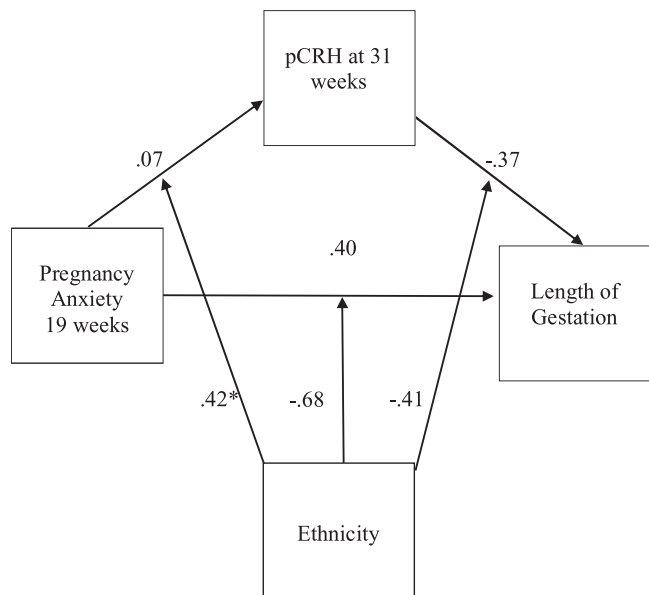 pCRH at 31
weeks
.07
-.37
.40
Pregnancy
Anxiety
19 weeks
Length of
Gestation
.42*
-.68
-.41
Ethnicity